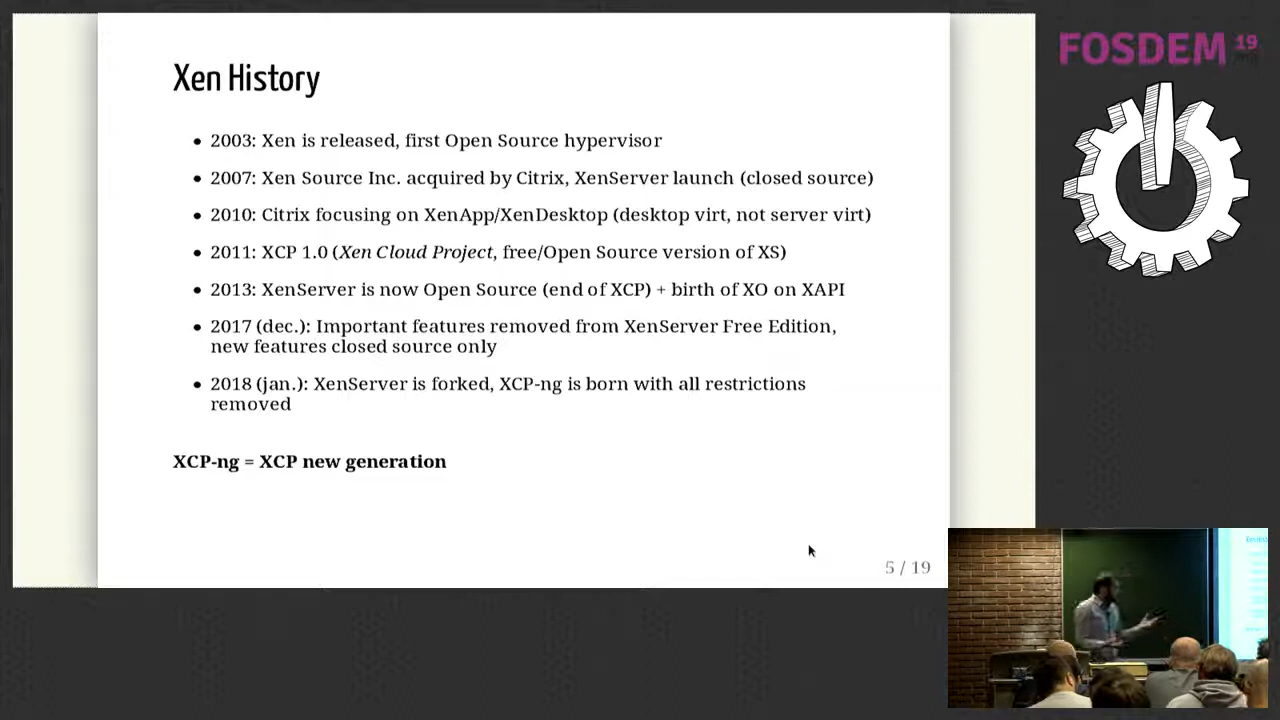 Xen History
• 2003: Xen is released, first Open Source hypervisor
• 2007: Xen Source Inc. acquired by Citrix, XenServer launch (closed source)
• 2010: Citrix focusing on XenApp/XenDesktop (desktop virt, not server virt)
• 2011: XCP 1.0 (Xen Cloud Project, free/Open Source version of XS)
• 2013: XenServer is now Open Source (end of XCP) + birth of XO on XAPI
• 2017 (dec.): Important features removed from XenServer Free Edition,
new features closed source only
• 2018 (jan.): XenServer is forked, XCP-ng is born with all restrictions
removed
XCP-ng = XCP new generation
5 / 19
FOSDEM 19